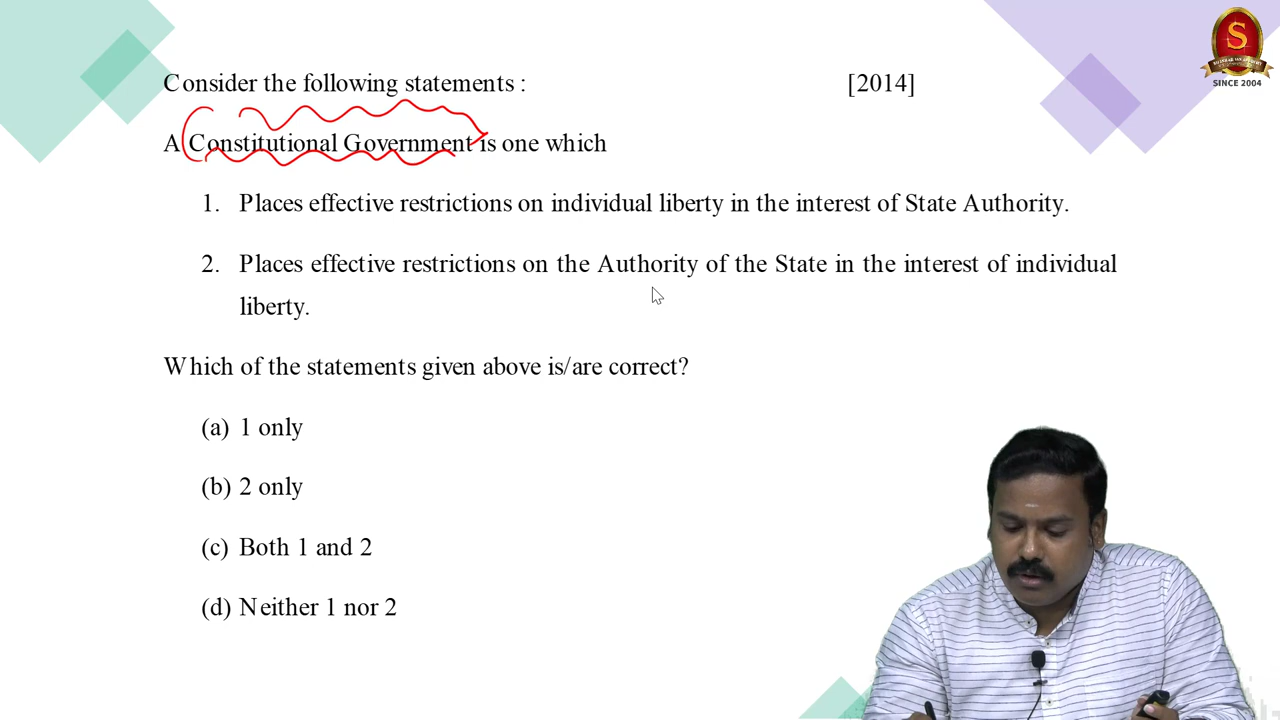 Consider the following statements : [2014]
A Constitutional Government is one which
1. Places effective restrictions on individual liberty in the interest of State Authority.
2. Places effective restrictions on the Authority of the State in the interest of individual
liberty.
Which of the statements given above is/are correct?
(a) 1 only
(b) 2 only
(c) Both 1 and 2
(d) Neither 1 nor 2
S
SINCE 2004